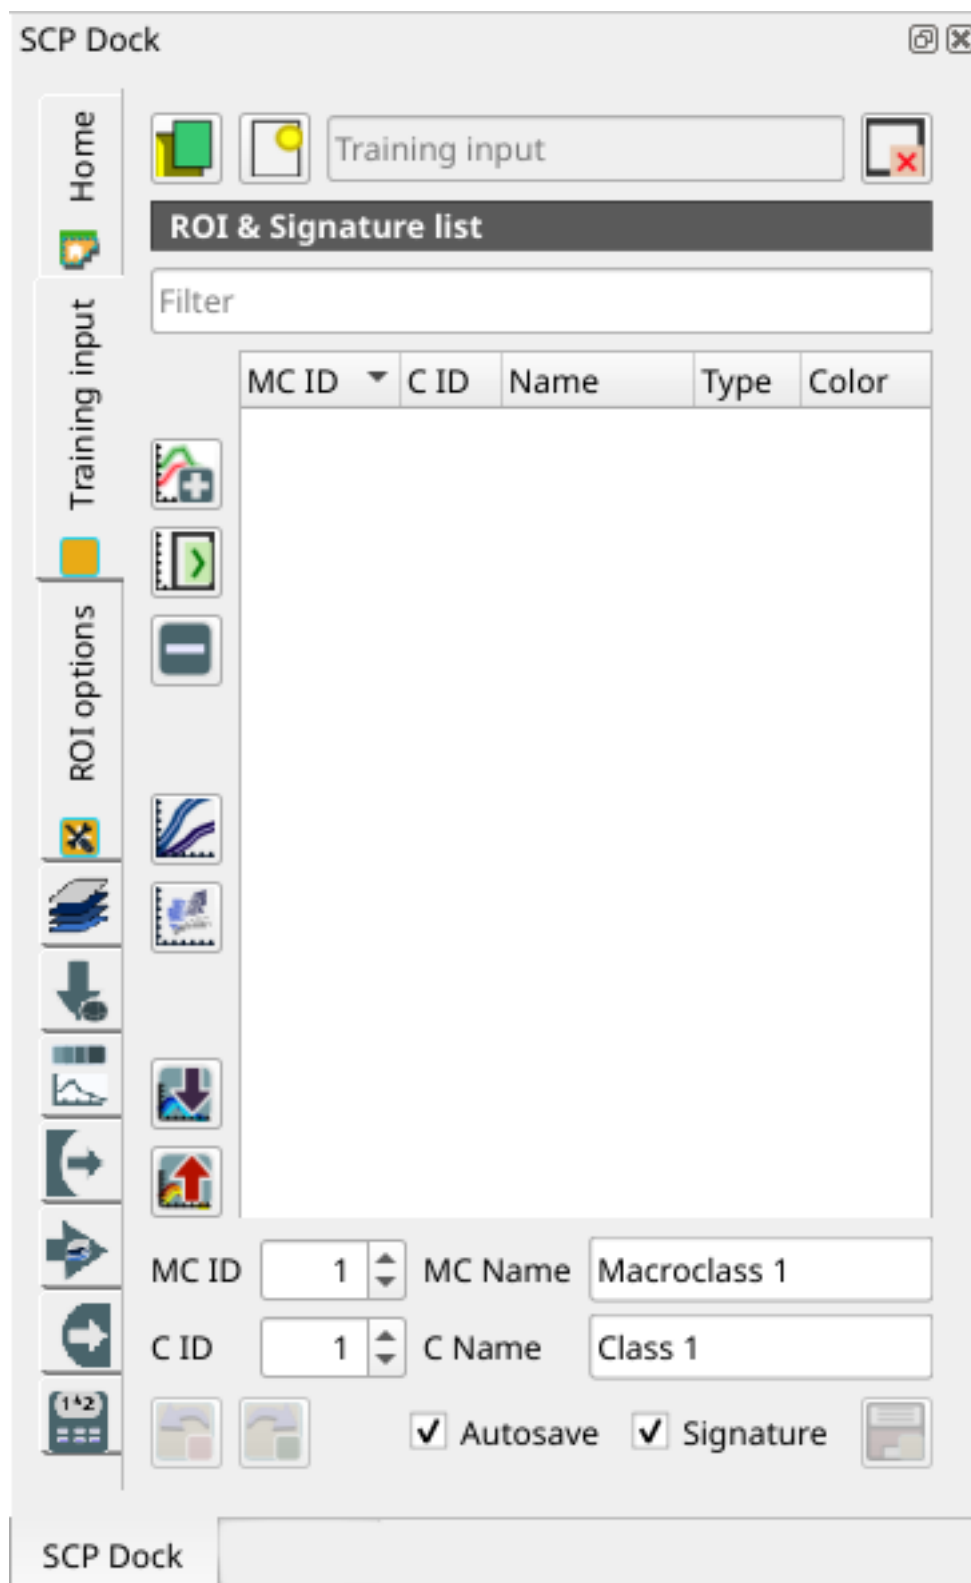 SCP Dock
Home
Training input
ROI options
Training input
ROI & Signature list
Filter
MC ID C ID Name Type Color
MC ID 1 MC Name Macroclass 1
C ID 1 C Name Class 1
Autosave Signature
SCP Dock